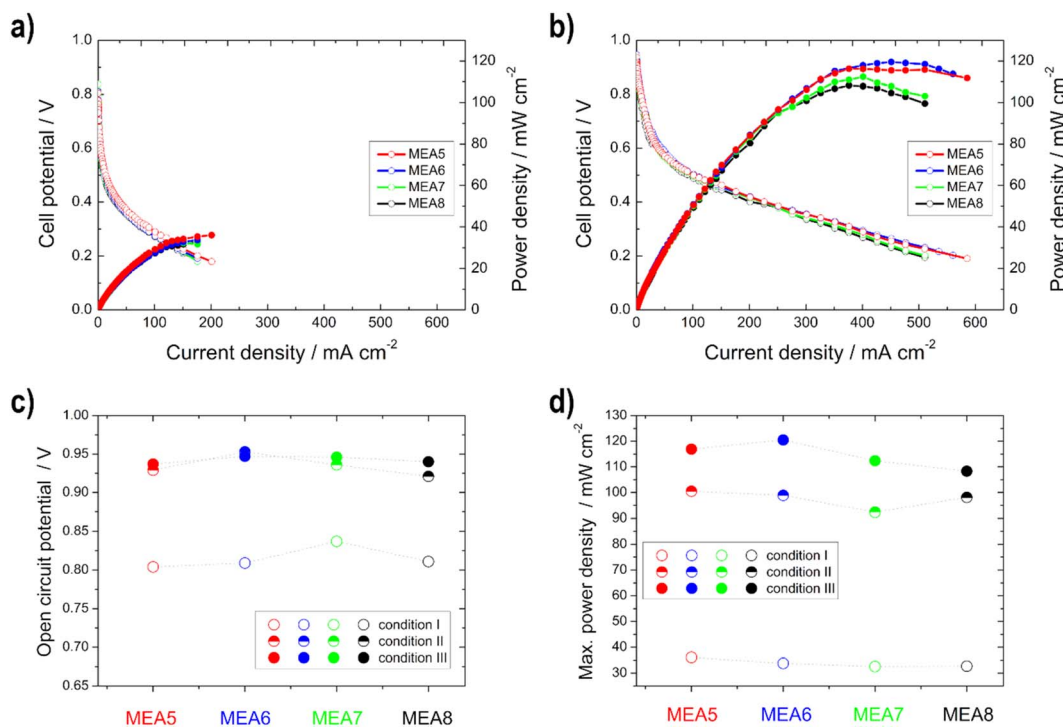 a)
1.0
0.8
0.6
0.4
0.2
0.0
Cell potential / V
120
100
80
60
40
20
0
Power density / mW cm-2
MEA5
MEA6
MEA7
MEA8
0 100 200 300 400 500 600
Current density / mA cm-2
b)
1.0
0.8
0.6
0.4
0.2
0.0
Cell potential / V
120
100
80
60
40
20
0
Power density / mW cm-2
MEA5
MEA6
MEA7
MEA8
0 100 200 300 400 500 600
Current density / mA cm-2
c)
1.00
0.95
0.90
0.85
0.80
0.75
0.70
0.65
Open circuit potential / V
condition I
condition II
condition III
MEA5 MEA6 MEA7 MEA8
d)
130
120
110
100
90
80
70
60
50
40
30
Max. power density / mW cm-2
condition I
condition II
condition III
MEA5 MEA6 MEA7 MEA8